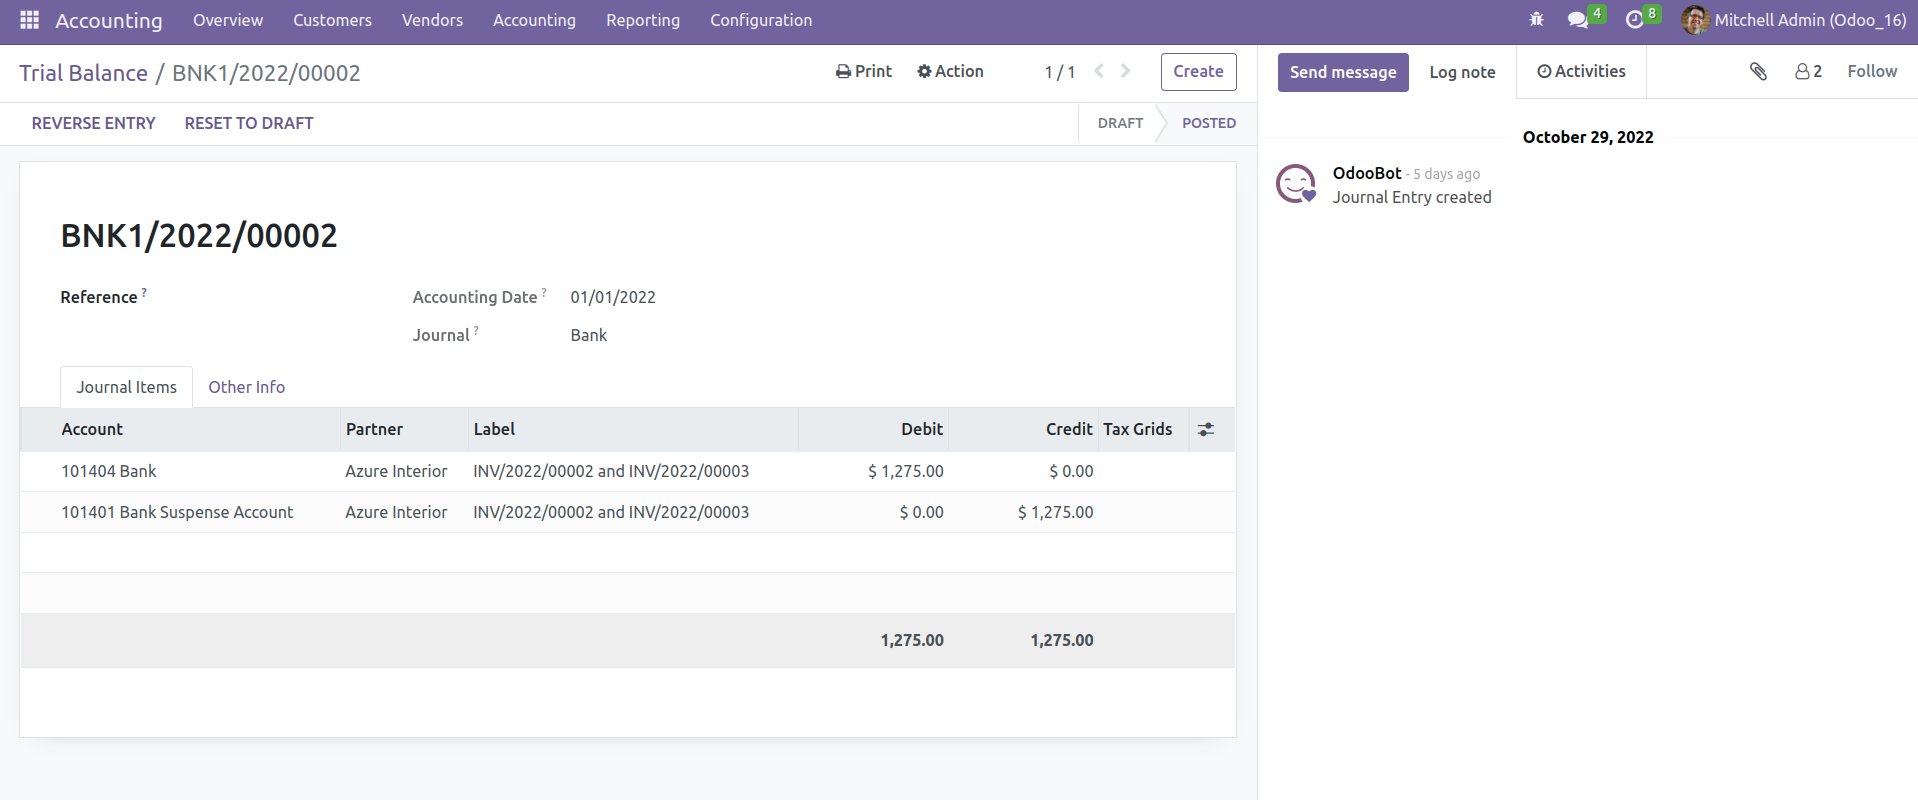 Accounting Overview Customers Vendors Accounting Reporting Configuration 4 8 Mitchell Admin (Odoo_16)
Trial Balance / BNK1/2022/00002 Print Action 1 / 1 Create Send message Log note Activities 2 Follow
REVERSE ENTRY RESET TO DRAFT DRAFT POSTED
October 29, 2022
OdooBot - 5 days ago
Journal Entry created
BNK1/2022/00002
Reference ? Accounting Date ? 01/01/2022
Journal ? Bank
Journal Items Other Info
Account Partner Label Debit Credit Tax Grids
101404 Bank Azure Interior INV/2022/00002 and INV/2022/00003 $ 1,275.00 $ 0.00
101401 Bank Suspense Account Azure Interior INV/2022/00002 and INV/2022/00003 $ 0.00 $ 1,275.00
1,275.00 1,275.00